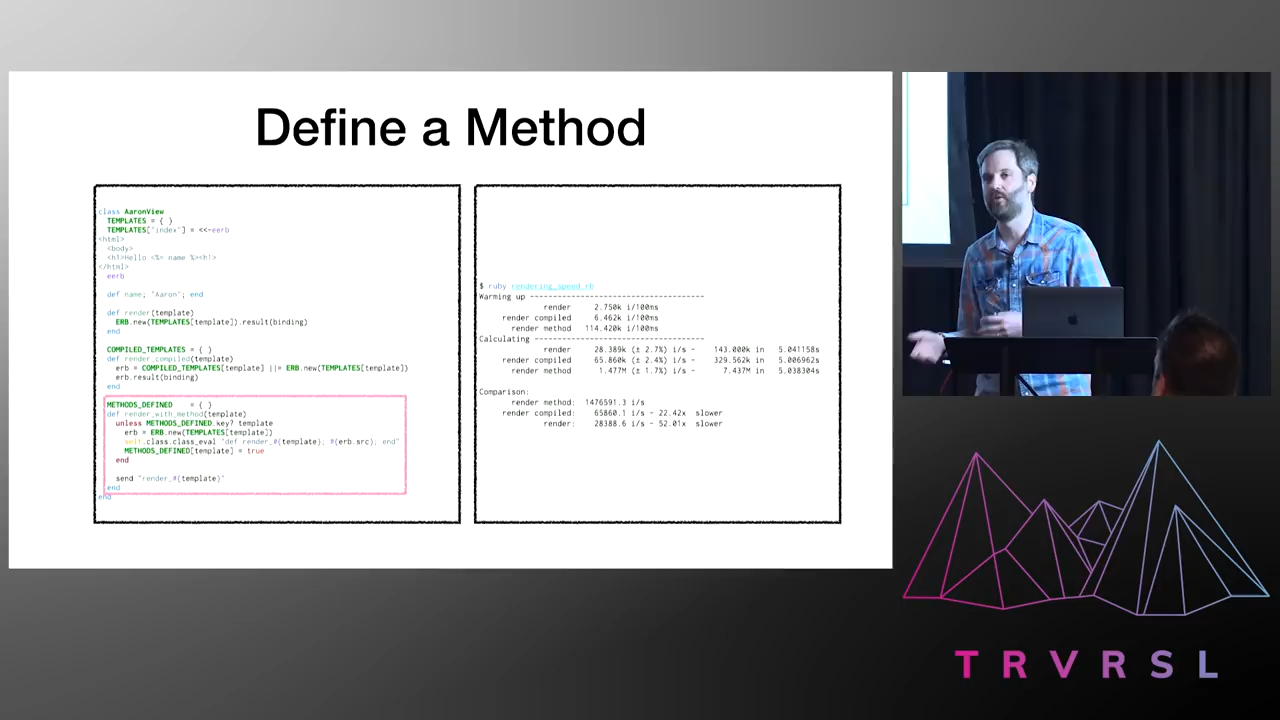 Define a Method
class AaronView
TEMPLATES = { }
TEMPLATES["index"] = <<~eerb
<html>
<body>
<h1>Hello <%= name %><h1>
</html>
eerb
def name; "Aaron"; end
def render(template)
ERB.new(TEMPLATES[template]).result(binding)
end
COMPILED_TEMPLATES = { }
def render_compiled(template)
erb = COMPILED_TEMPLATES[template] ||= ERB.new(TEMPLATES[template])
erb.result(binding)
end
METHODS_DEFINED = { }
def render_with_method(template)
unless METHODS_DEFINED.key? template
erb = ERB.new(TEMPLATES[template])
self.class.class_eval "def render_#{template}; #{erb.src}; end"
METHODS_DEFINED[template] = true
end
send "render_#{template}"
end
end
$ ruby rendering_speed.rb
Warming up --------------------------------------
render 2.750k i/100ms
render compiled 6.462k i/100ms
render method 114.420k i/100ms
Calculating -------------------------------------
render 28.389k (± 2.7%) i/s - 143.000k in 5.041158s
render compiled 65.860k (± 2.4%) i/s - 329.562k in 5.006962s
render method 1.477M (± 1.7%) i/s - 7.437M in 5.038304s
Comparison:
render method: 1476591.3 i/s
render compiled: 65860.1 i/s - 22.42x slower
render: 28388.6 i/s - 52.01x slower
TRVRSL